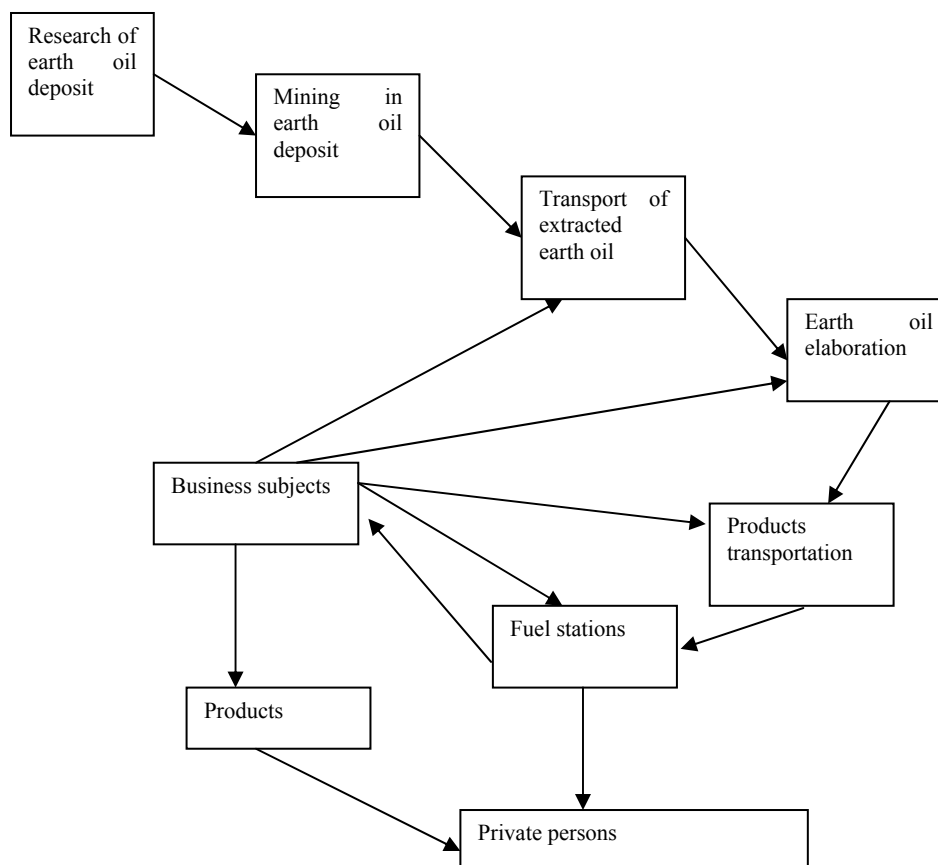 Research of
earth oil
deposit
Mining in
earth oil
deposit
Transport of
extracted
earth oil
Earth oil
elaboration
Business subjects
Products
transportation
Fuel stations
Products
Private persons